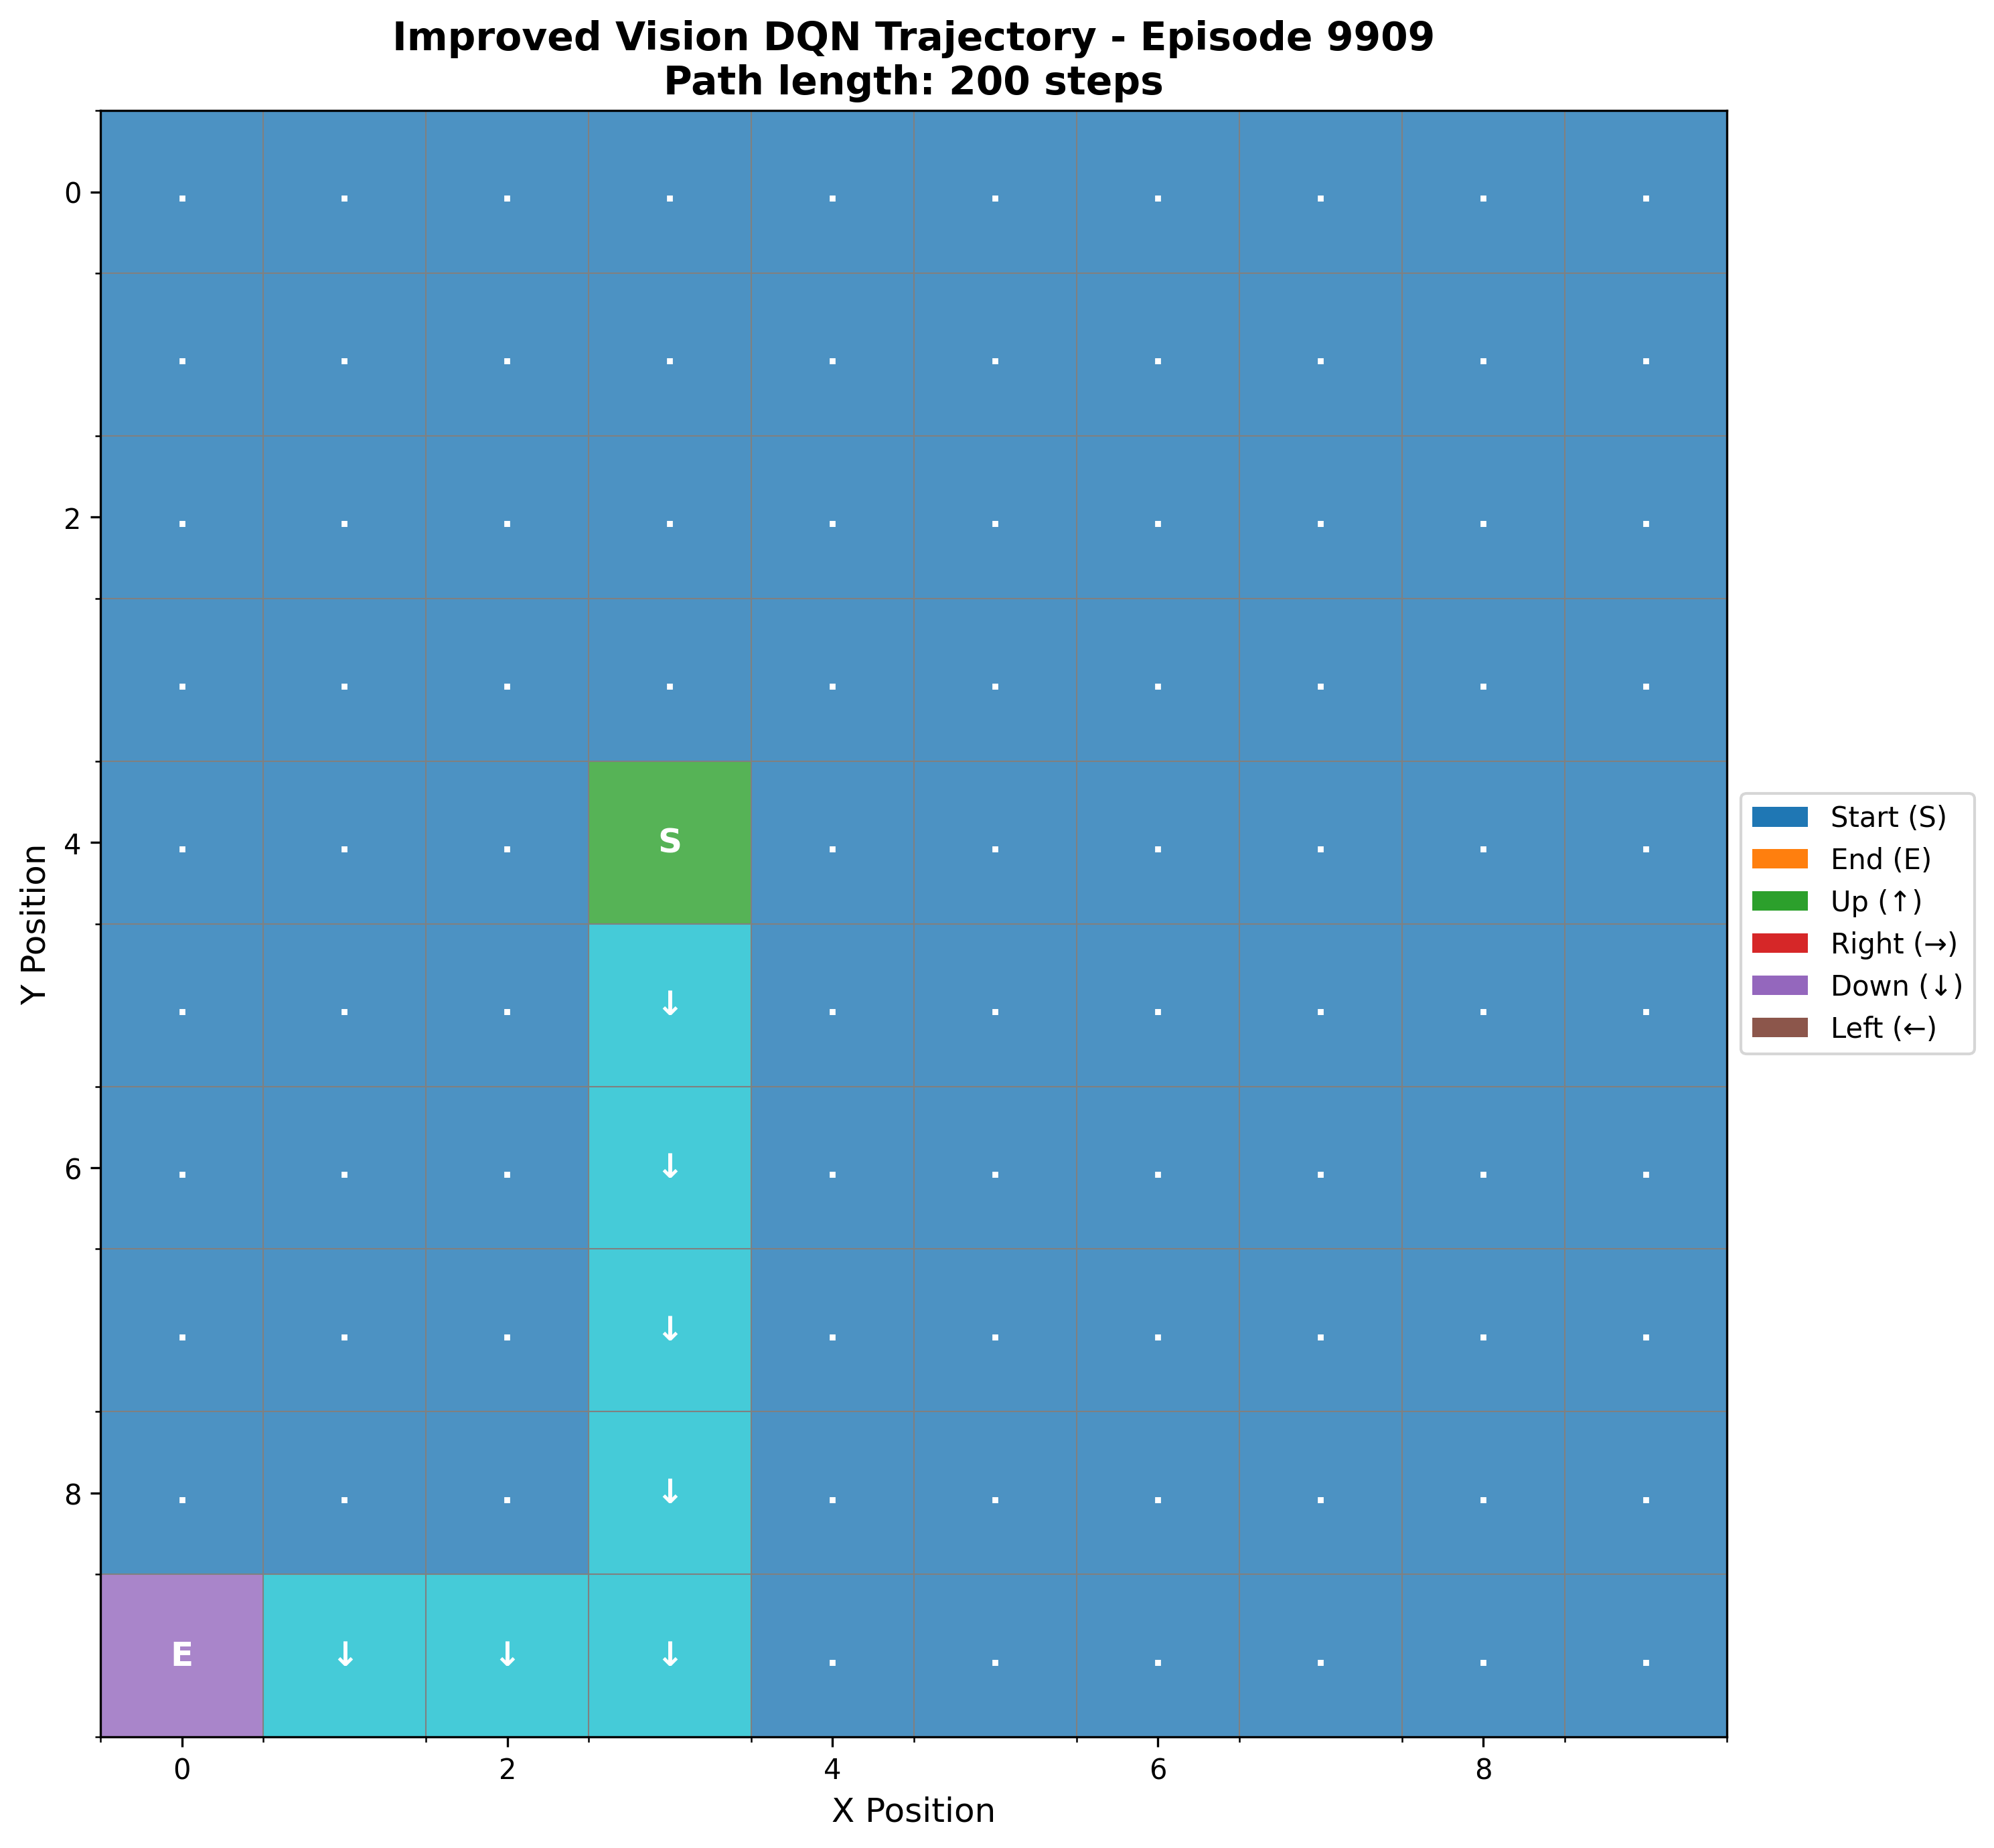 Improved Vision DQN Trajectory - Episode 9909
Path length: 200 steps
0
. . . . . . . . . .
. . . . . . . . . .
2
. . . . . . . . . .
. . . . . . . . . .
4
. . . S . . . . . .
. . . ↓ . . . . . .
6
. . . ↓ . . . . . .
. . . ↓ . . . . . .
8
. . . ↓ . . . . . .
E ↓ ↓ ↓ . . . . . .
0 2 4 6 8
X Position
Y Position
Start (S)
End (E)
Up (↑)
Right (→)
Down (↓)
Left (←)